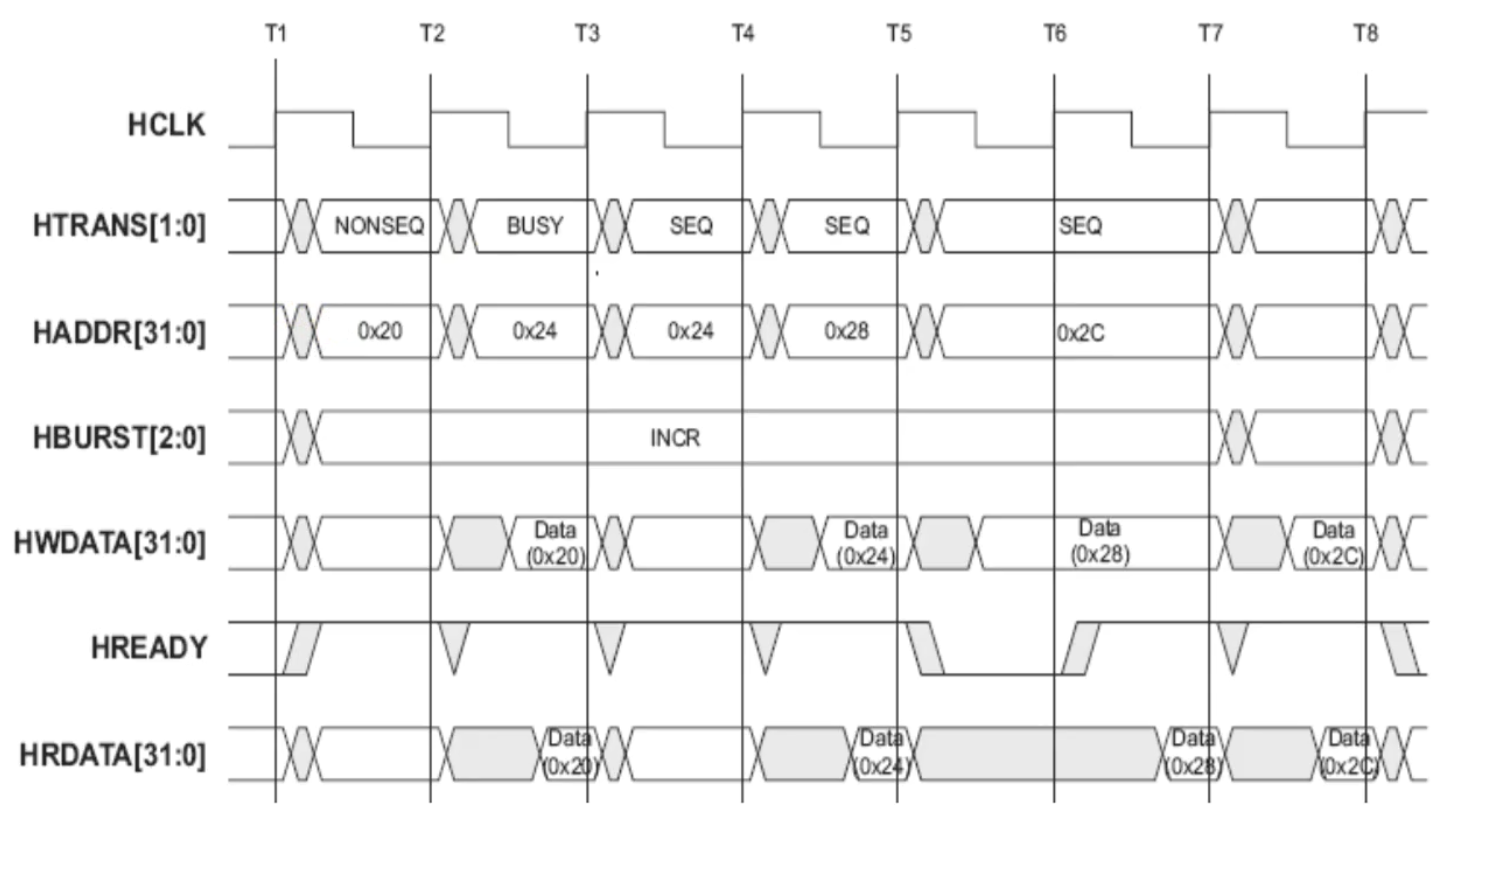 T1 T2 T3 T4 T5 T6 T7 T8
HCLK
HTRANS[1:0] NONSEQ BUSY SEQ SEQ SEQ
HADDR[31:0] 0x20 0x24 0x24 0x28 0x2C
HBURST[2:0] INCR
HWDATA[31:0] Data Data Data Data
(0x20) (0x24) (0x28) (0x2C)
HREADY
HRDATA[31:0] Data Data Data Data
(0x20) (0x24) (0x28) (0x2C)